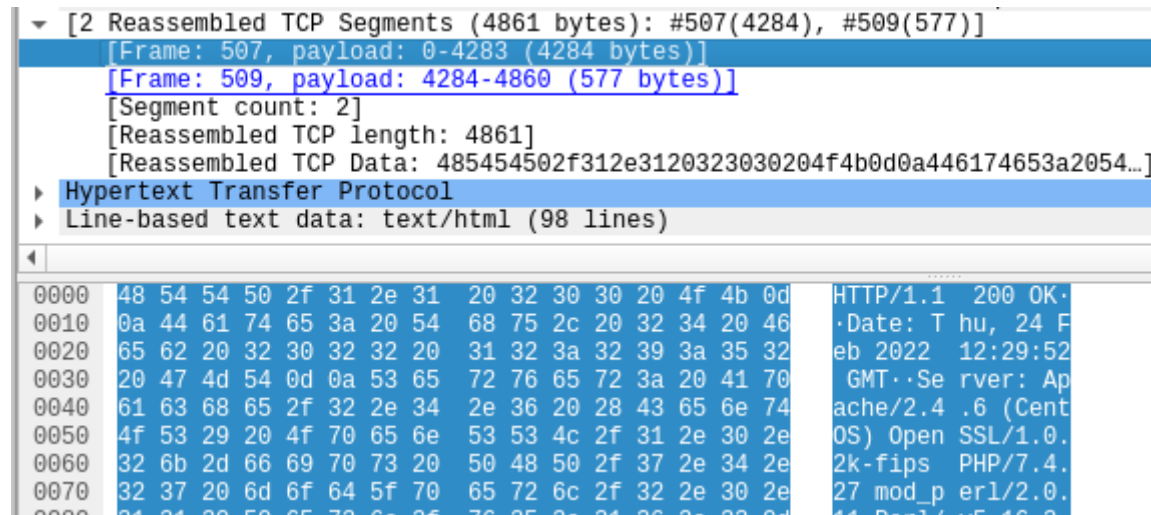 [2 Reassembled TCP Segments (4861 bytes): #507(4284), #509(577)]
[Frame: 507, payload: 0-4283 (4284 bytes)]
[Frame: 509, payload: 4284-4860 (577 bytes)]
[Segment count: 2]
[Reassembled TCP length: 4861]
[Reassembled TCP Data: 485454502f312e3120323030204f4b0d0a446174653a2054…]
Hypertext Transfer Protocol
Line-based text data: text/html (98 lines)
0000 48 54 54 50 2f 31 2e 31 20 32 30 30 20 4f 4b 0d HTTP/1.1 200 OK·
0010 0a 44 61 74 65 3a 20 54 68 75 2c 20 32 34 20 46 ·Date: T hu, 24 F
0020 65 62 20 32 30 32 32 20 31 32 3a 32 39 3a 35 32 eb 2022 12:29:52
0030 20 47 4d 54 0d 0a 53 65 72 76 65 72 3a 20 41 70 GMT··Se rver: Ap
0040 61 63 68 65 2f 32 2e 34 2e 36 20 28 43 65 6e 74 ache/2.4 .6 (Cent
0050 4f 53 29 20 4f 70 65 6e 53 53 4c 2f 31 2e 30 2e OS) Open SSL/1.0.
0060 32 6b 2d 66 69 70 73 20 50 48 50 2f 37 2e 34 2e 2k-fips PHP/7.4.
0070 32 37 20 6d 6f 64 5f 70 65 72 6c 2f 32 2e 30 2e 27 mod_p erl/2.0.